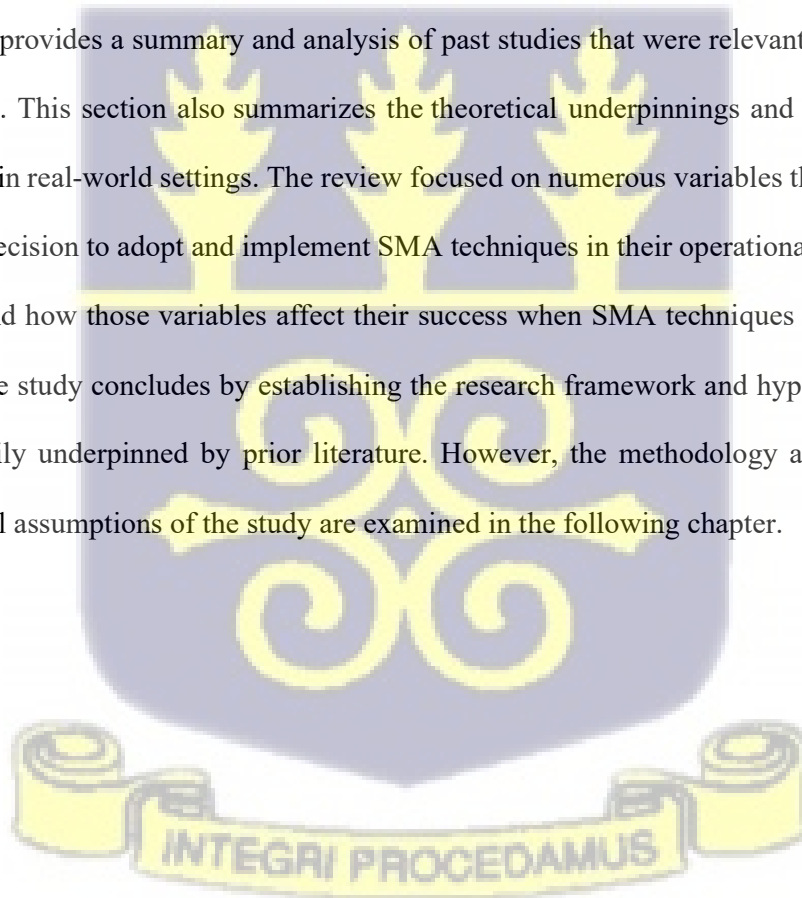 provides a summary and analysis of past studies that were relevant
. This section also summarizes the theoretical underpinnings and
in real-world settings. The review focused on numerous variables th
ecision to adopt and implement SMA techniques in their operationa
d how those variables affect their success when SMA techniques
e study concludes by establishing the research framework and hyp
ily underpinned by prior literature. However, the methodology a
l assumptions of the study are examined in the following chapter.
INTEGRI PROCEDAMUS